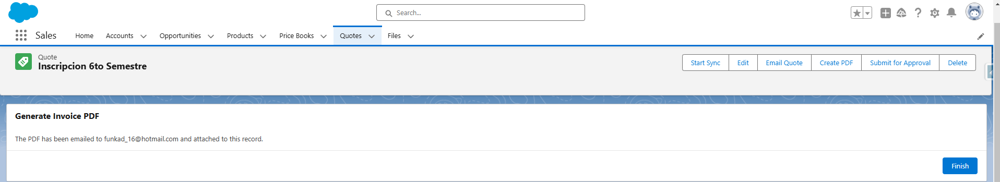 Search...
Sales Home Accounts Opportunities Products Price Books Quotes Files
Quote
Inscripcion 6to Semestre
Start Sync Edit Email Quote Create PDF Submit for Approval Delete
Generate Invoice PDF
The PDF has been emailed to funkad_16@hotmail.com and attached to this record.
Finish